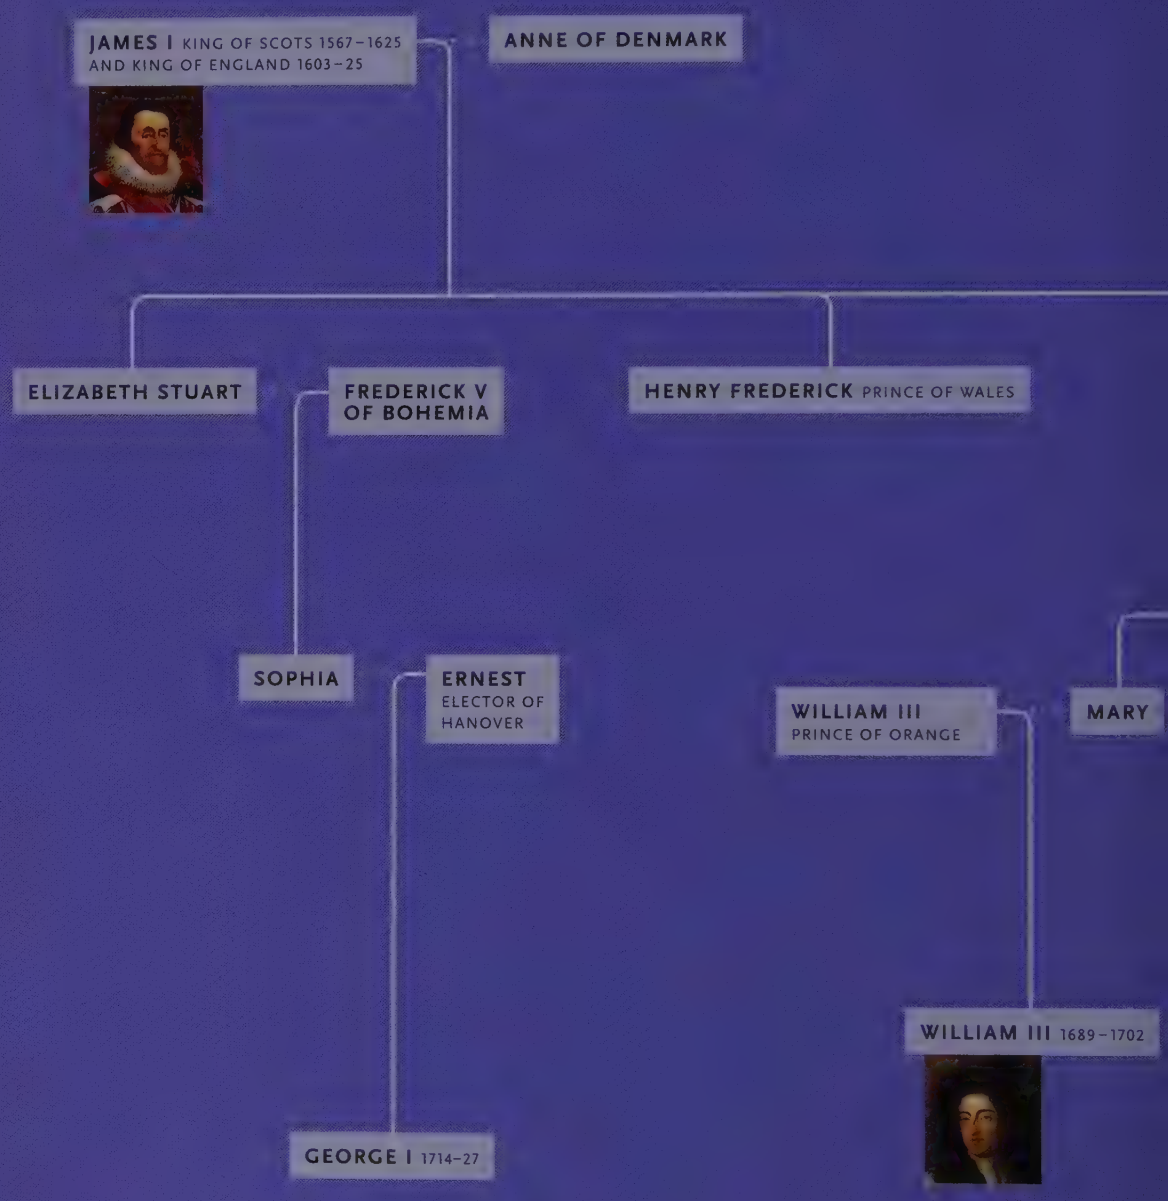 JAMES I KING OF SCOTS 1567–1625
AND KING OF ENGLAND 1603–25
ANNE OF DENMARK
ELIZABETH STUART
FREDERICK V
OF BOHEMIA
HENRY FREDERICK PRINCE OF WALES
SOPHIA
ERNEST
ELECTOR OF
HANOVER
WILLIAM III
PRINCE OF ORANGE
MARY
WILLIAM III 1689–1702
GEORGE I 1714–27